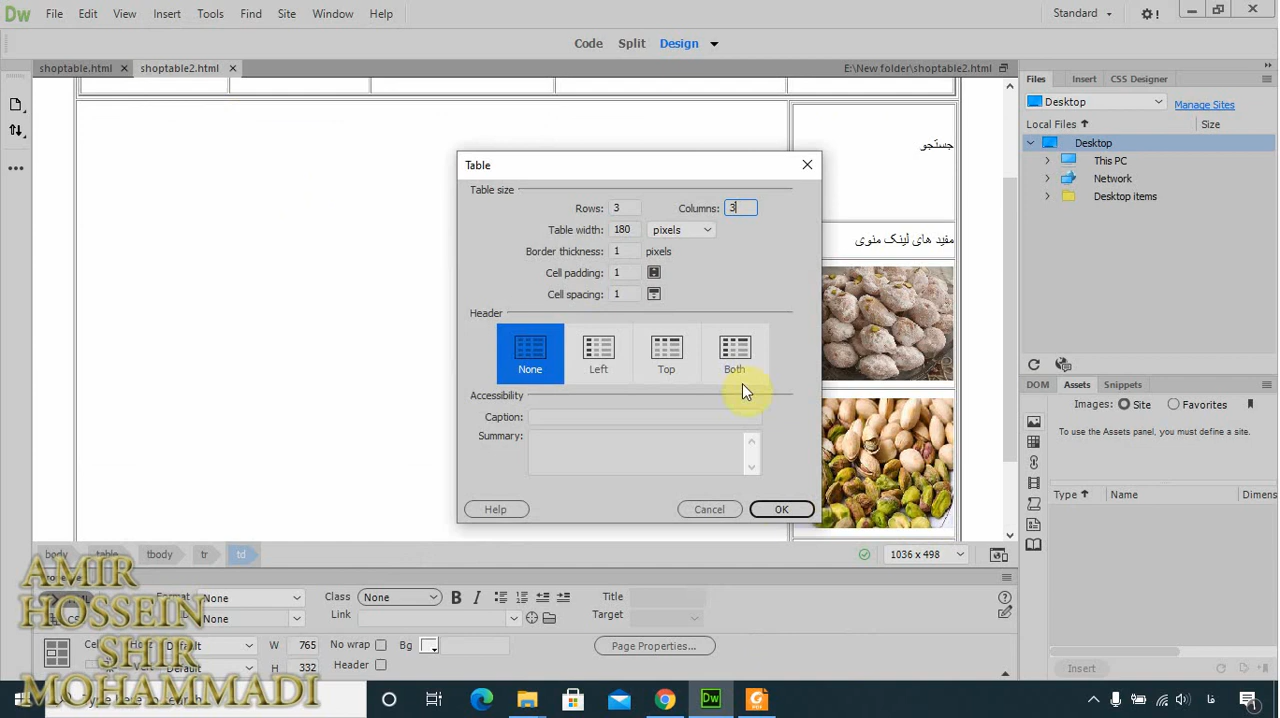 Dw File Edit View Insert Tools Find Site Window Help Standard
Code Split Design
shoptable.html × shoptable2.html × E:\New folder\shoptable2.html
Files Insert CSS Designer
Desktop Manage Sites
Local Files Size
Desktop
This PC
Network
Desktop items
جستجو
مفید های لینک منوی
Table
Table size
Rows: 3 Columns: 3
Table width: 180 pixels
Border thickness: 1 pixels
Cell padding: 1
Cell spacing: 1
Header
None Left Top Both
Accessibility
Caption:
Summary:
Help Cancel OK
DOM Assets Snippets
Images: Site Favorites
To use the Assets panel, you must define a site.
Type Name Dimens
Insert
body table tbody tr td 1036 x 498
Format None Class None Title
None Link Target
Default W 765 No wrap Bg Page Properties...
Default H 332 Header
AMIR
HOSSEIN
SHIR
MOHAMMADI
Dw فا 1